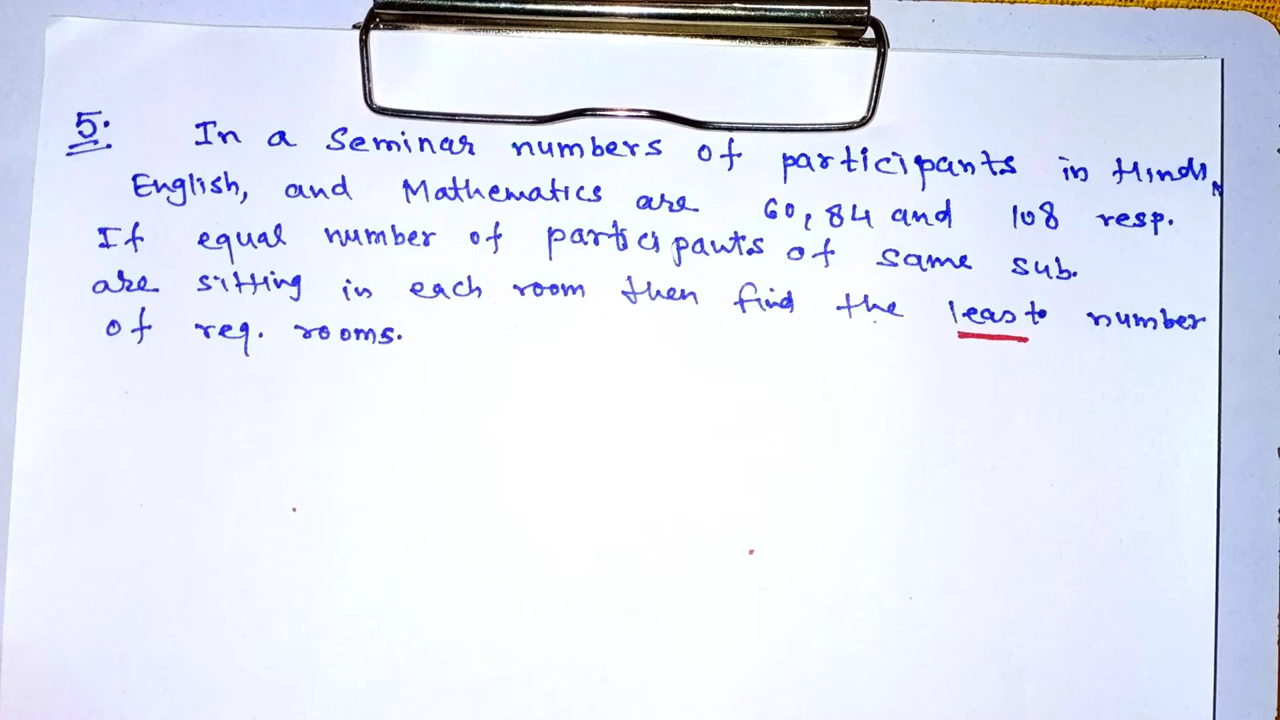 5. In a Seminar numbers of participants in Hindi,
English, and Mathematics are 60, 84 and 108 resp.
If equal number of participants of same sub.
are sitting in each room then find the least number
of req. rooms.